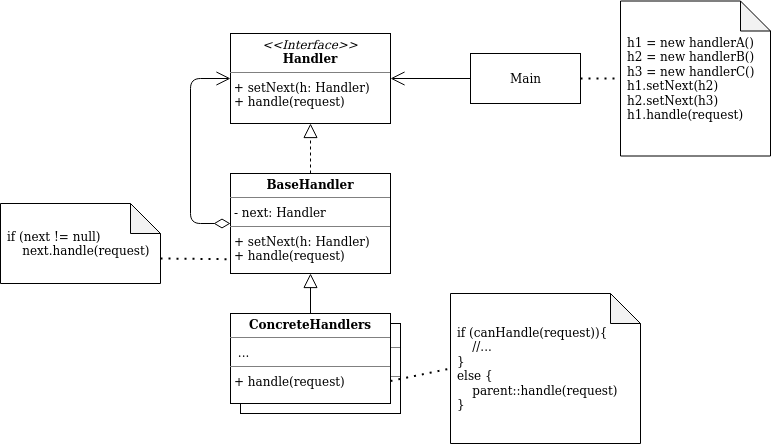 <<Interface>>
Handler
+ setNext(h: Handler)
+ handle(request)
Main
h1 = new handlerA()
h2 = new handlerB()
h3 = new handlerC()
h1.setNext(h2)
h2.setNext(h3)
h1.handle(request)
BaseHandler
- next: Handler
+ setNext(h: Handler)
+ handle(request)
if (next != null)
next.handle(request)
ConcreteHandlers
...
+ handle(request)
if (canHandle(request)){
//...
}
else {
parent::handle(request)
}